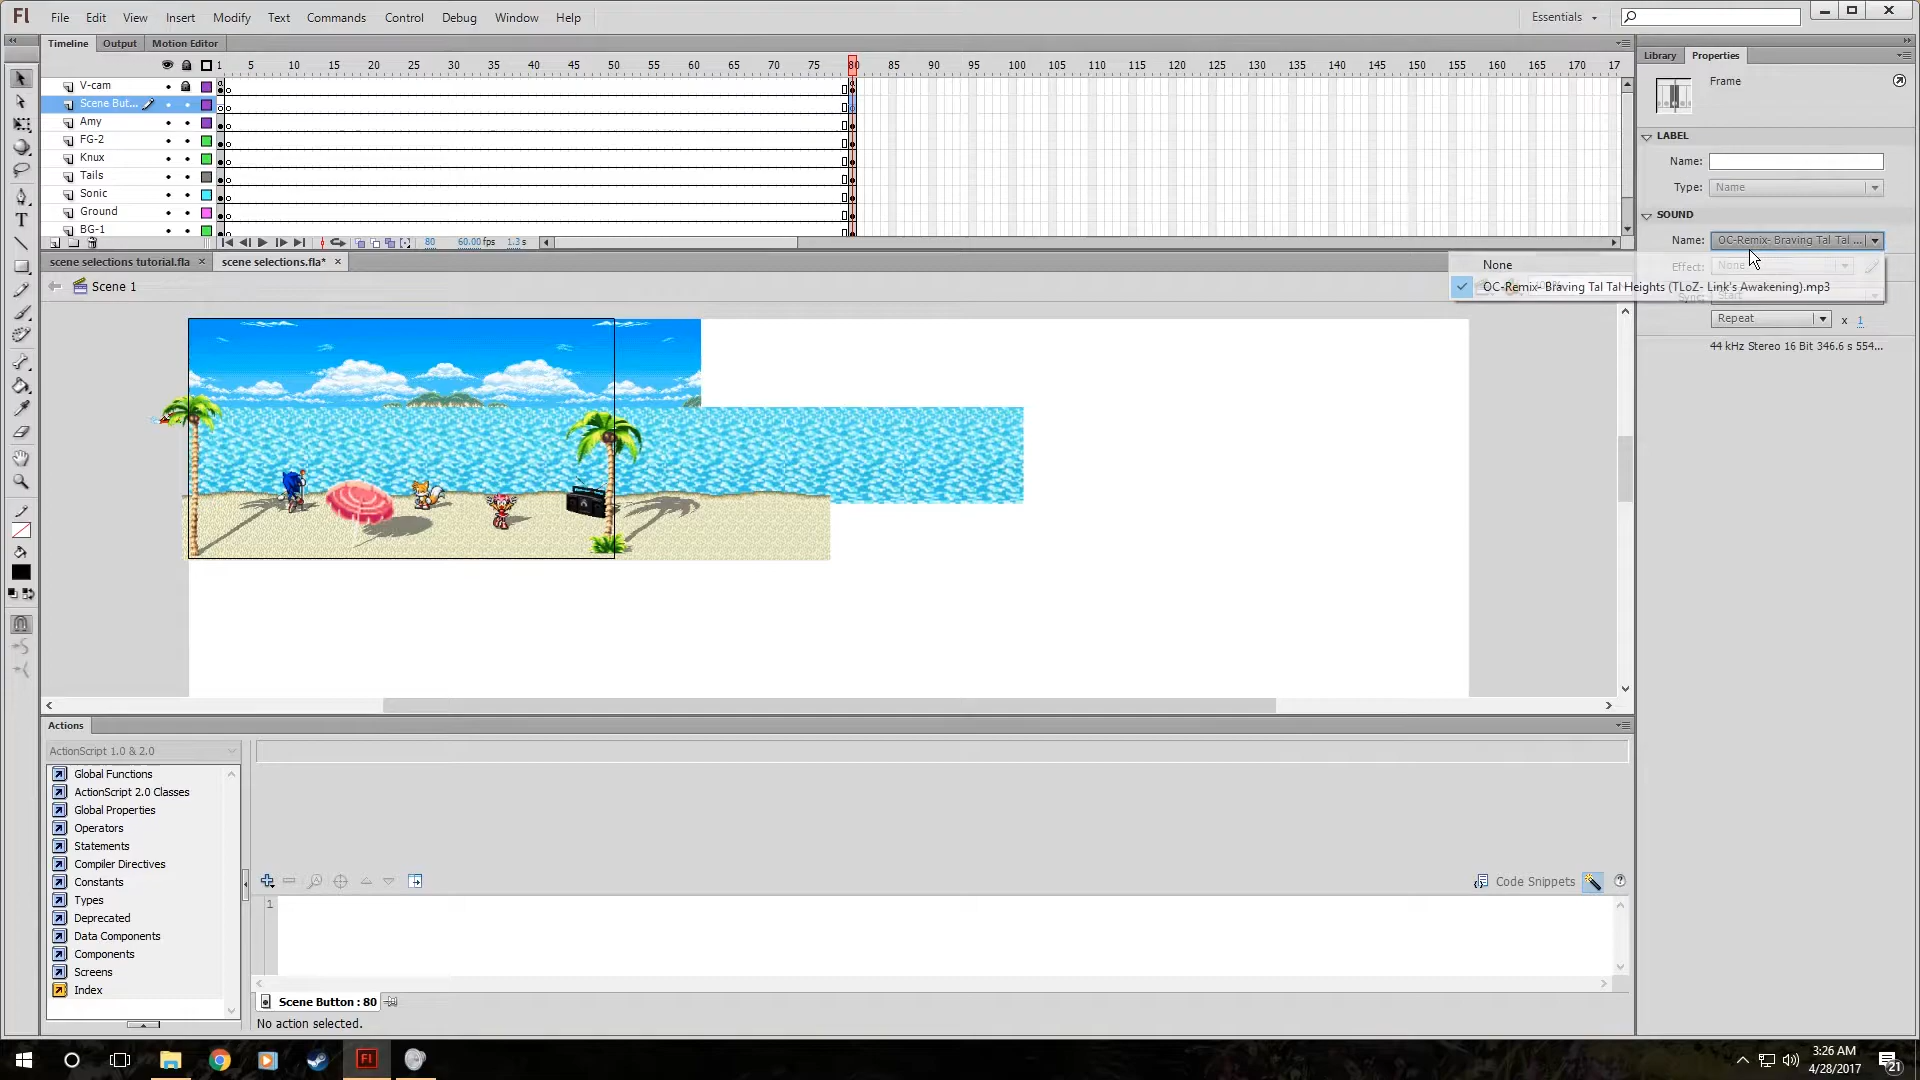 Fl File Edit View Insert Modify Text Commands Control Debug Window Help Essentials
Timeline Output Motion Editor
1 5 10 15 20 25 30 35 40 45 50 55 60 65 70 75 80 85 90 95 100 105 110 115 120 125 130 135 140 145 150 155 160 165 170 17
V-cam
Scene But...
Amy
FG-2
Knux
Tails
Sonic
Ground
BG-1
80 60.00 fps 1.3 s
scene selections tutorial.fla × scene selections.fla* ×
Scene 1
Library Properties
Frame
LABEL
Name:
Type: Name
SOUND
Name: OC-Remix- Braving Tal Tal ...
None
Effect: None
OC-Remix- Braving Tal Tal Heights (TLoZ- Link's Awakening).mp3
Sync: Start
Repeat x 1
44 kHz Stereo 16 Bit 346.6 s 554...
Actions
ActionScript 1.0 & 2.0
Global Functions
ActionScript 2.0 Classes
Global Properties
Operators
Statements
Compiler Directives
Constants
Types
Deprecated
Data Components
Components
Screens
Index
Code Snippets
1
Scene Button : 80
No action selected.
Fl
3:26 AM
4/28/2017
21